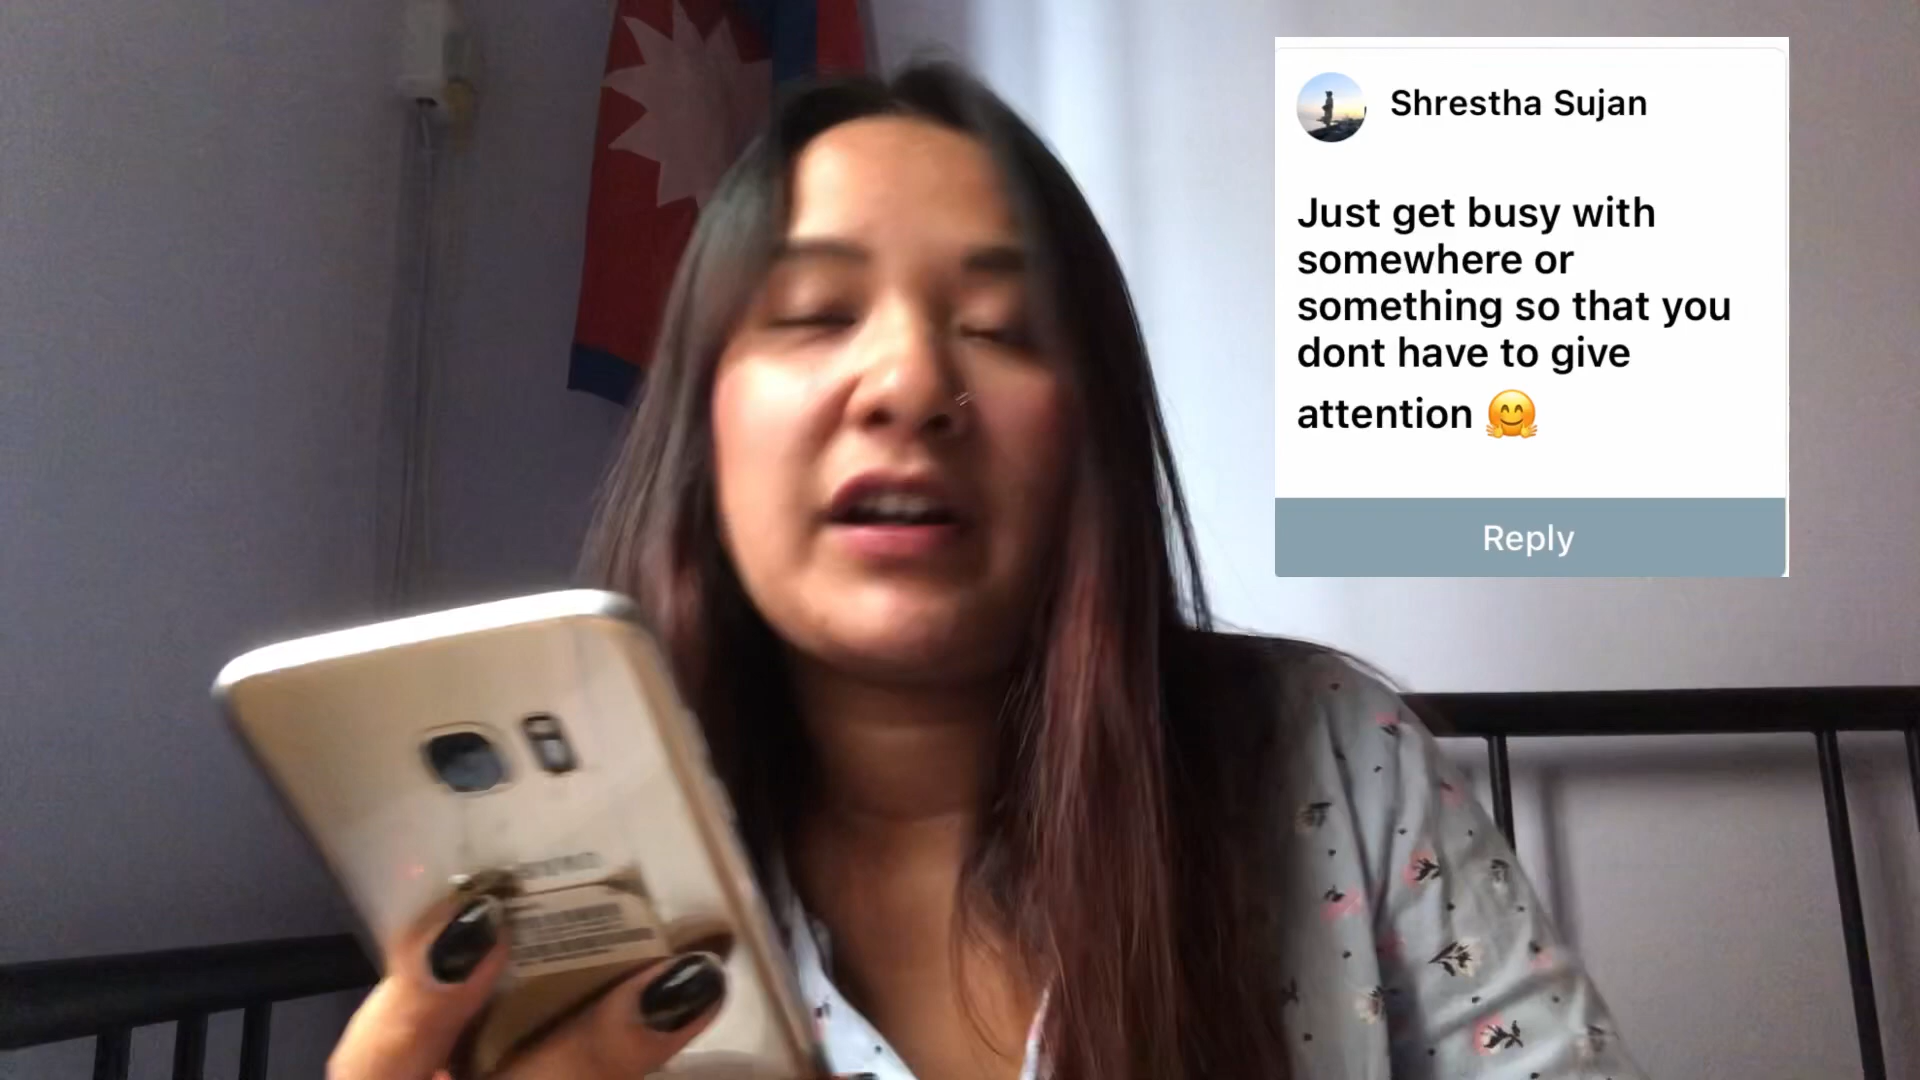 Shrestha Sujan
Just get busy with
somewhere or
something so that you
dont have to give
attention 🤗
Reply